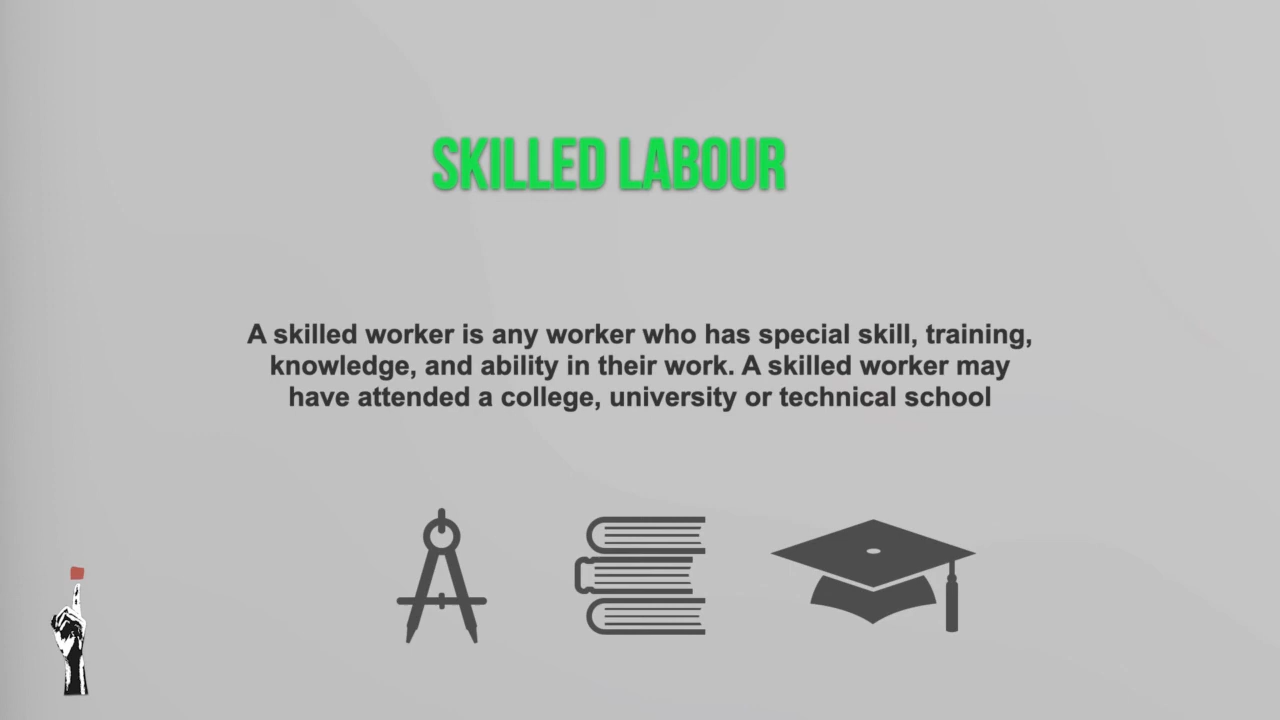 SKILLED LABOUR
A skilled worker is any worker who has special skill, training,
knowledge, and ability in their work. A skilled worker may
have attended a college, university or technical school